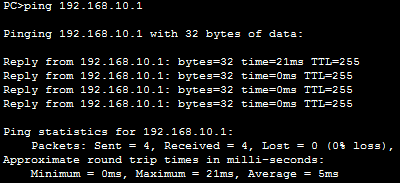 PC>ping 192.168.10.1
Pinging 192.168.10.1 with 32 bytes of data:
Reply from 192.168.10.1: bytes=32 time=21ms TTL=255
Reply from 192.168.10.1: bytes=32 time=0ms TTL=255
Reply from 192.168.10.1: bytes=32 time=0ms TTL=255
Reply from 192.168.10.1: bytes=32 time=0ms TTL=255
Ping statistics for 192.168.10.1:
Packets: Sent = 4, Received = 4, Lost = 0 (0% loss),
Approximate round trip times in milli-seconds:
Minimum = 0ms, Maximum = 21ms, Average = 5ms